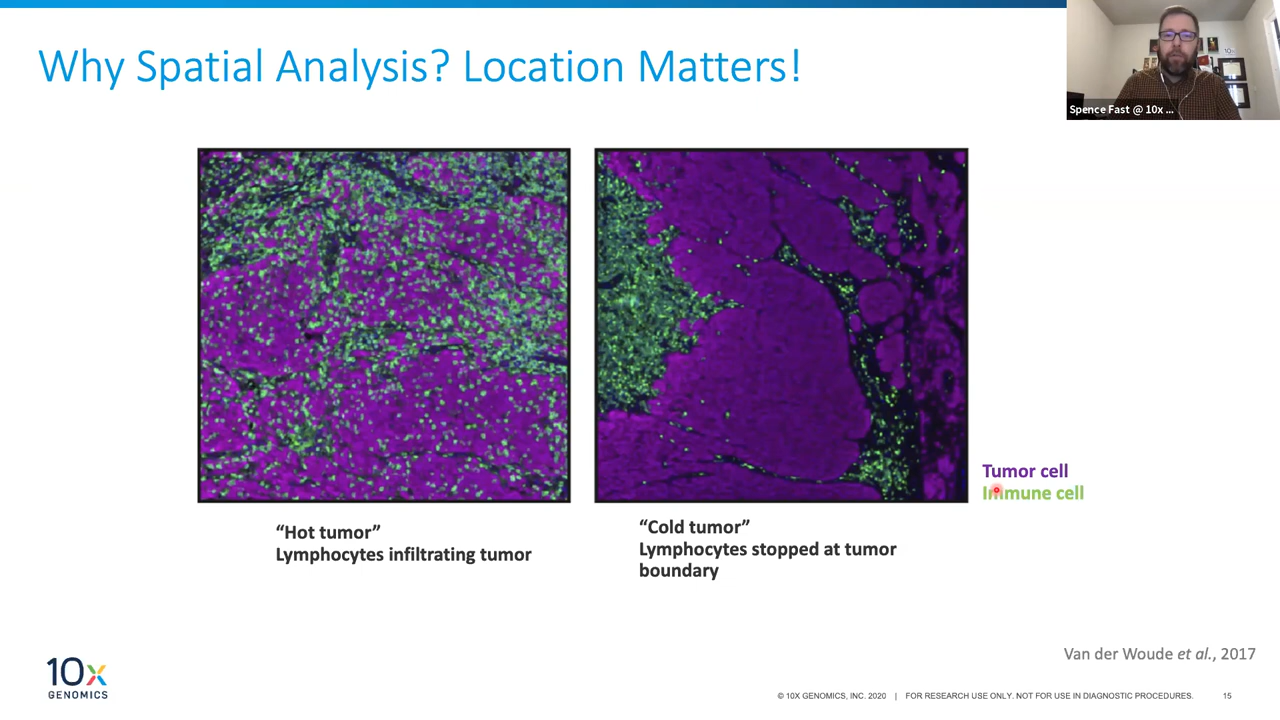 Why Spatial Analysis? Location Matters!
Spence Fast @ 10x ...
Tumor cell
Immune cell
“Hot tumor”
Lymphocytes infiltrating tumor
“Cold tumor”
Lymphocytes stopped at tumor
boundary
Van der Woude et al., 2017
10x
GENOMICS
© 10X GENOMICS, INC. 2020 | FOR RESEARCH USE ONLY. NOT FOR USE IN DIAGNOSTIC PROCEDURES. 15